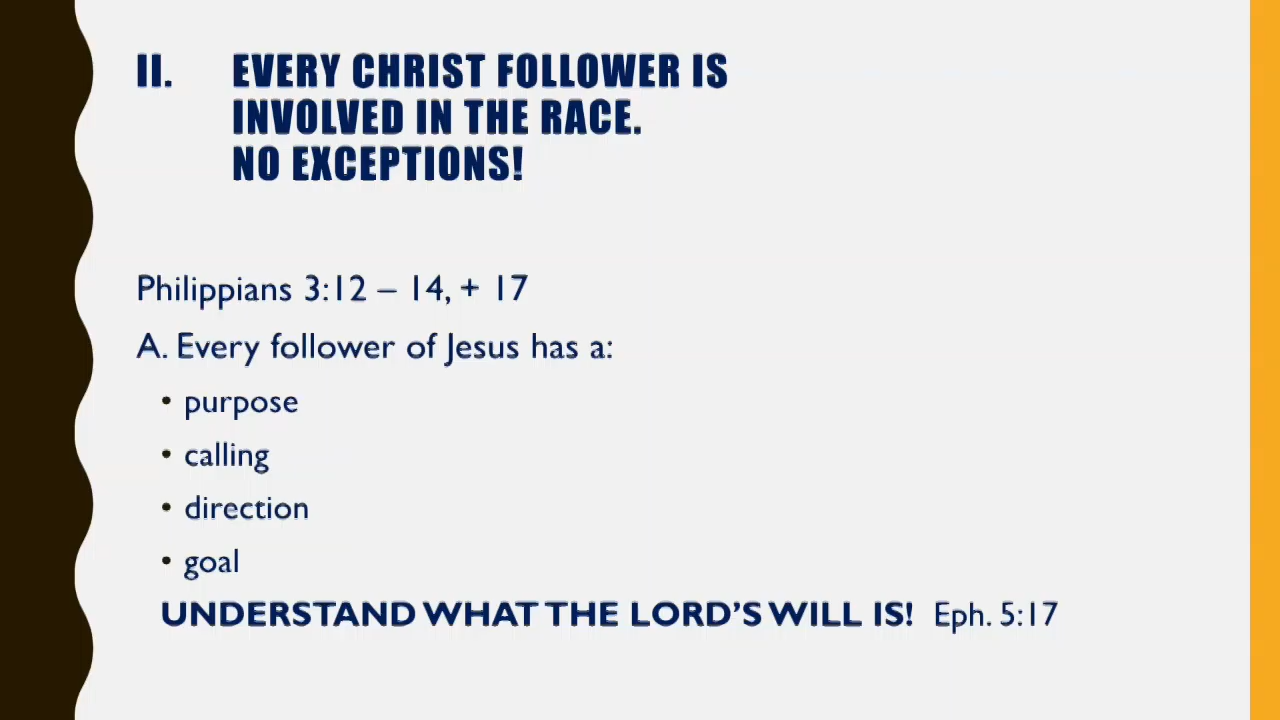 II. EVERY CHRIST FOLLOWER IS
INVOLVED IN THE RACE.
NO EXCEPTIONS!
Philippians 3:12 – 14, + 17
A. Every follower of Jesus has a:
• purpose
• calling
• direction
• goal
UNDERSTAND WHAT THE LORD’S WILL IS! Eph. 5:17